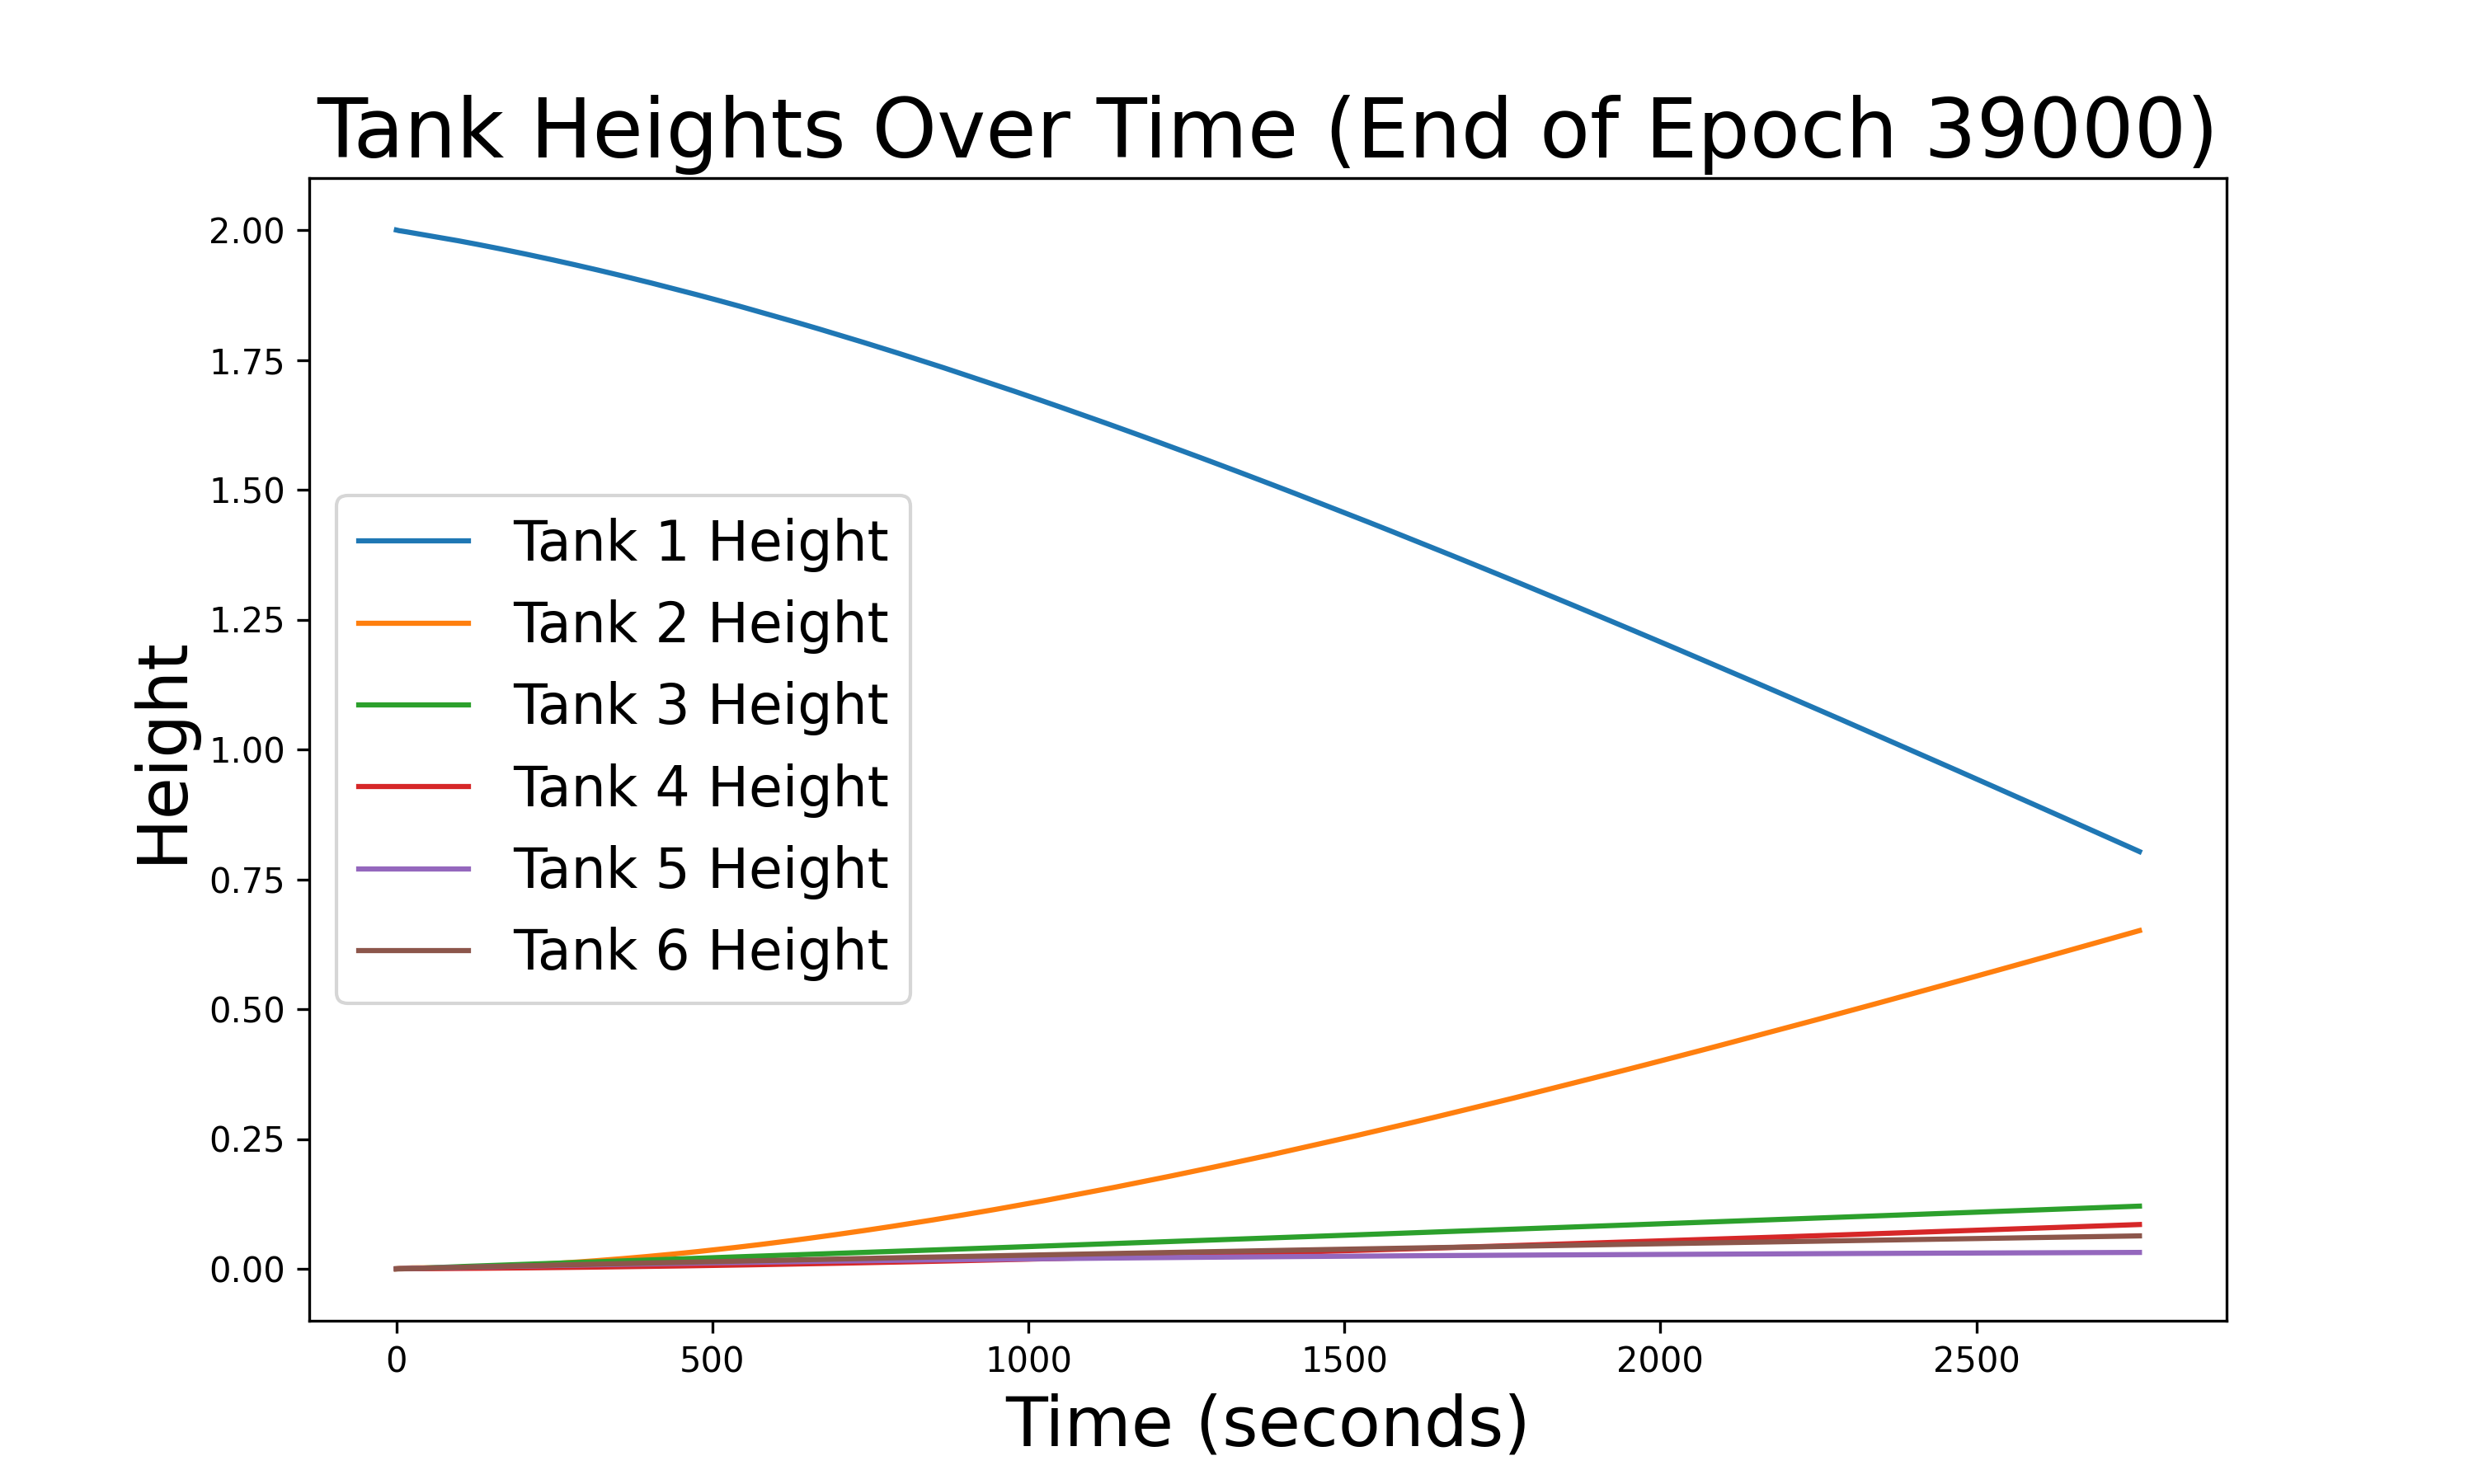 Tank Heights Over Time (End of Epoch 39000)
2.00
1.75
1.50
1.25
1.00
0.75
0.50
0.25
0.00
Height
Tank 1 Height
Tank 2 Height
Tank 3 Height
Tank 4 Height
Tank 5 Height
Tank 6 Height
0 500 1000 1500 2000 2500
Time (seconds)